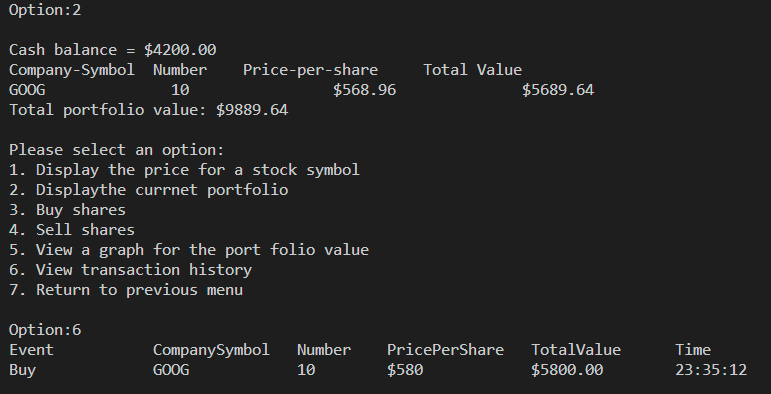 Option:2
Cash balance = $4200.00
Company-Symbol Number Price-per-share Total Value
GOOG 10 $568.96 $5689.64
Total portfolio value: $9889.64
Please select an option:
1. Display the price for a stock symbol
2. Displaythe currnet portfolio
3. Buy shares
4. Sell shares
5. View a graph for the port folio value
6. View transaction history
7. Return to previous menu
Option:6
Event CompanySymbol Number PricePerShare TotalValue Time
Buy GOOG 10 $580 $5800.00 23:35:12